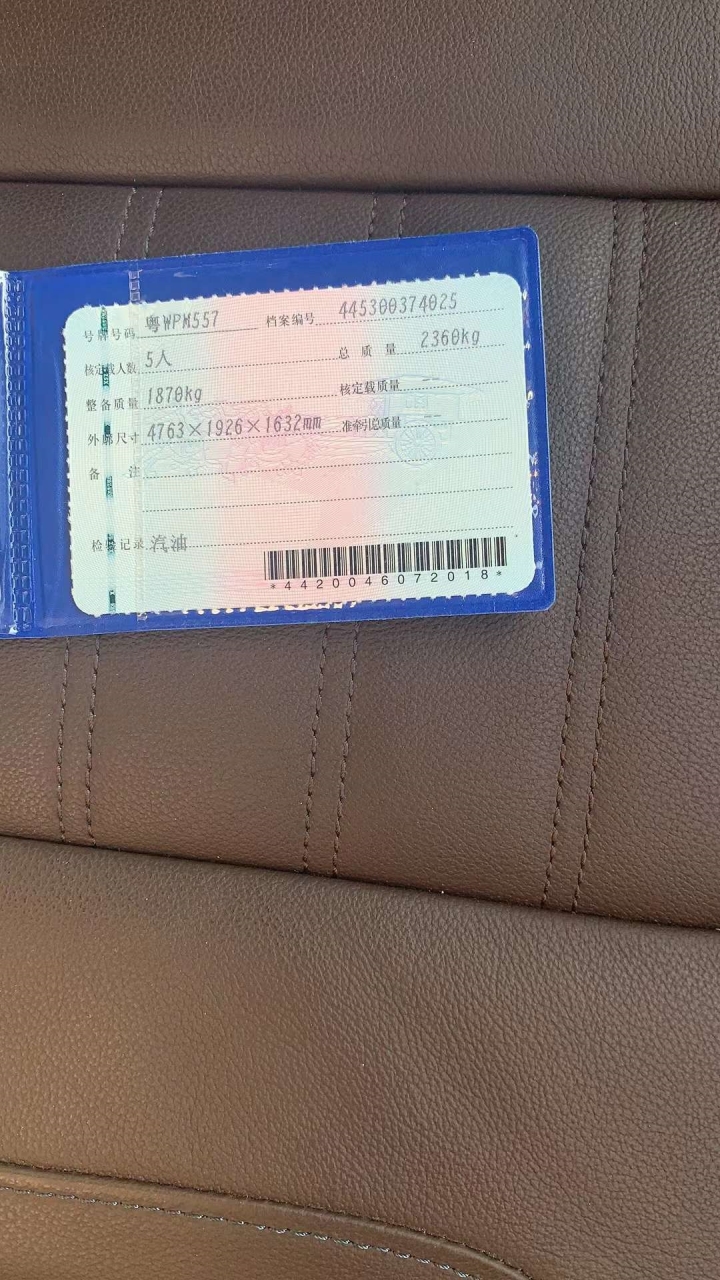 号牌号码 粤WPM557 档案编号 445300374025
核定载人数 5人 总质量 2360kg
整备质量 1870kg 核定载质量 --
外廓尺寸 4763×1926×1632mm 准牵引总质量 --
备注
检验记录 汽油
*4420046072018*